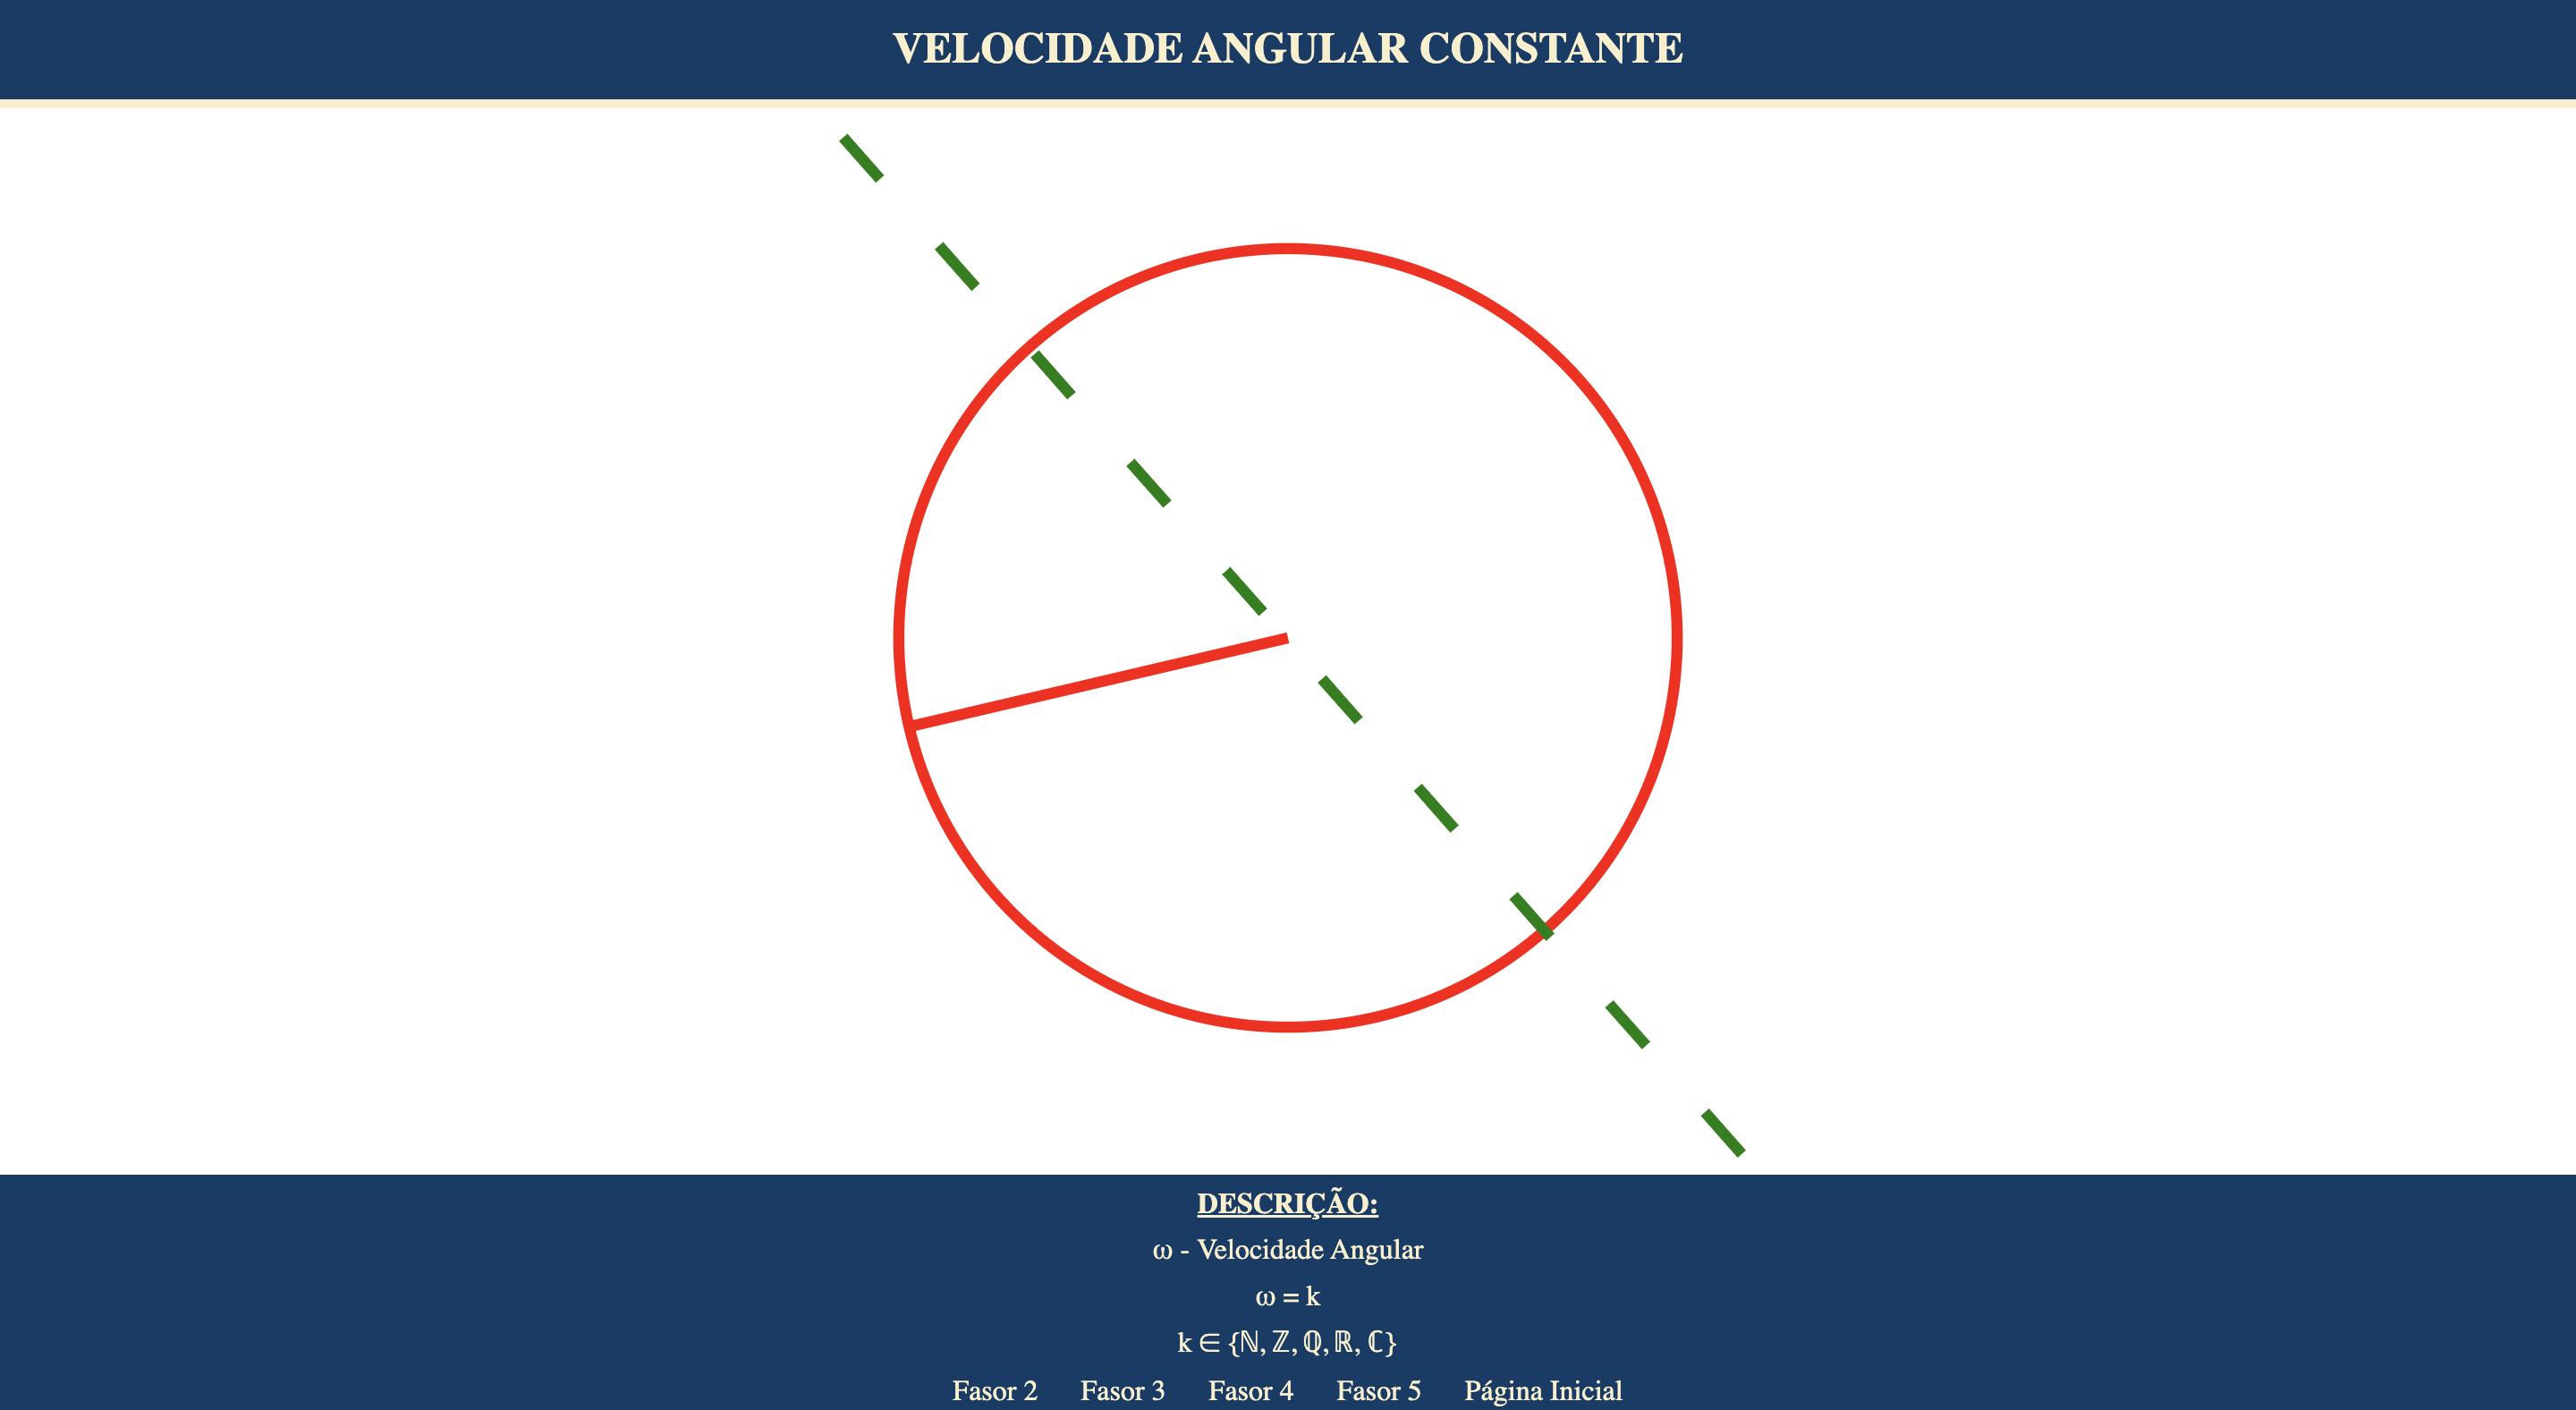 VELOCIDADE ANGULAR CONSTANTE
DESCRIÇÃO:
ω - Velocidade Angular
ω = k
k ∈ {ℕ, ℤ, ℚ, ℝ, ℂ}
Fasor 2 Fasor 3 Fasor 4 Fasor 5 Página Inicial